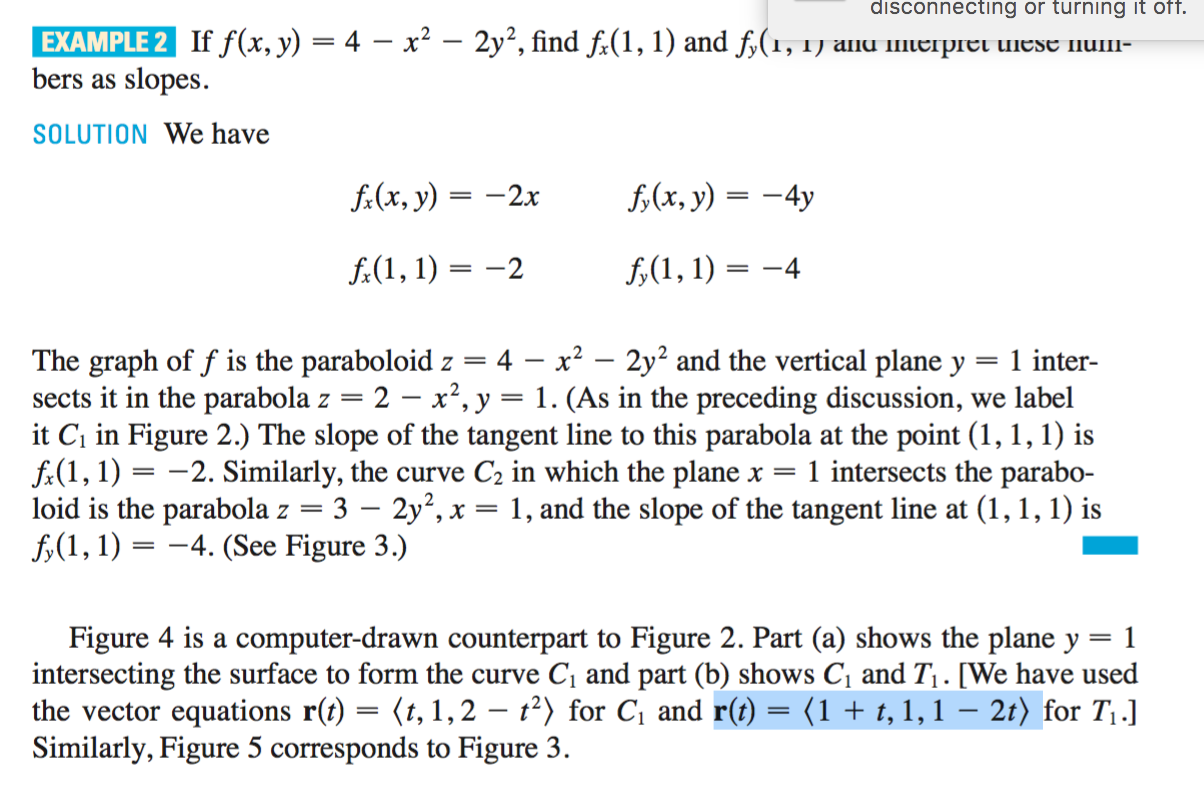 disconnecting or turning it off.
EXAMPLE 2 If f(x, y) = 4 − x² − 2y², find fₓ(1, 1) and fᵧ(1, 1) and interpret these num-
bers as slopes.
SOLUTION We have
fₓ(x, y) = −2x fᵧ(x, y) = −4y
fₓ(1, 1) = −2 fᵧ(1, 1) = −4
The graph of f is the paraboloid z = 4 − x² − 2y² and the vertical plane y = 1 inter-
sects it in the parabola z = 2 − x², y = 1. (As in the preceding discussion, we label
it C₁ in Figure 2.) The slope of the tangent line to this parabola at the point (1, 1, 1) is
fₓ(1, 1) = −2. Similarly, the curve C₂ in which the plane x = 1 intersects the parabo-
loid is the parabola z = 3 − 2y², x = 1, and the slope of the tangent line at (1, 1, 1) is
fᵧ(1, 1) = −4. (See Figure 3.)
Figure 4 is a computer-drawn counterpart to Figure 2. Part (a) shows the plane y = 1
intersecting the surface to form the curve C₁ and part (b) shows C₁ and T₁. [We have used
the vector equations r(t) = ⟨t, 1, 2 − t²⟩ for C₁ and r(t) = ⟨1 + t, 1, 1 − 2t⟩ for T₁.]
Similarly, Figure 5 corresponds to Figure 3.